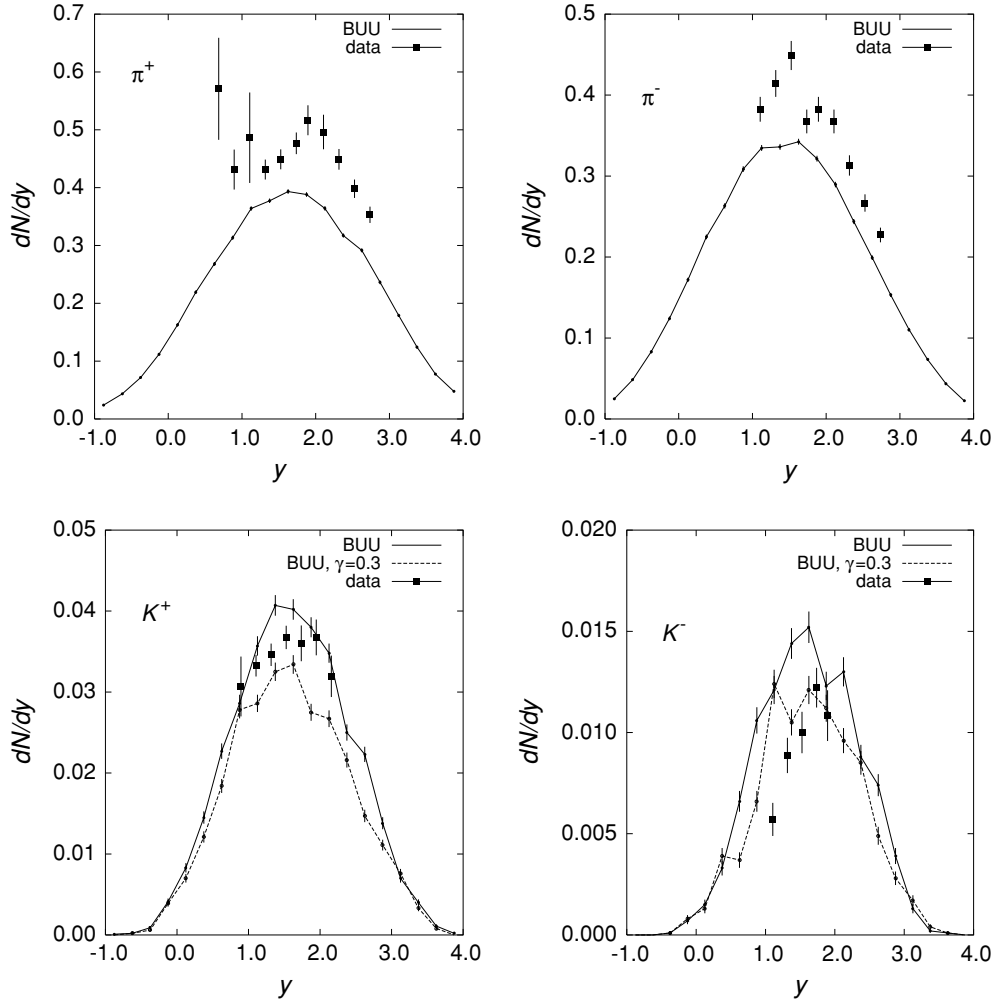 0.7
0.6
0.5
0.4
0.3
0.2
0.1
0.0
-1.0 0.0 1.0 2.0 3.0 4.0
dN/dy
y
π+
BUU
data
0.5
0.4
0.3
0.2
0.1
0.0
-1.0 0.0 1.0 2.0 3.0 4.0
dN/dy
y
π-
BUU
data
0.05
0.04
0.03
0.02
0.01
0.00
-1.0 0.0 1.0 2.0 3.0 4.0
dN/dy
y
K+
BUU
BUU, γ=0.3
data
0.020
0.015
0.010
0.005
0.000
-1.0 0.0 1.0 2.0 3.0 4.0
dN/dy
y
K-
BUU
BUU, γ=0.3
data